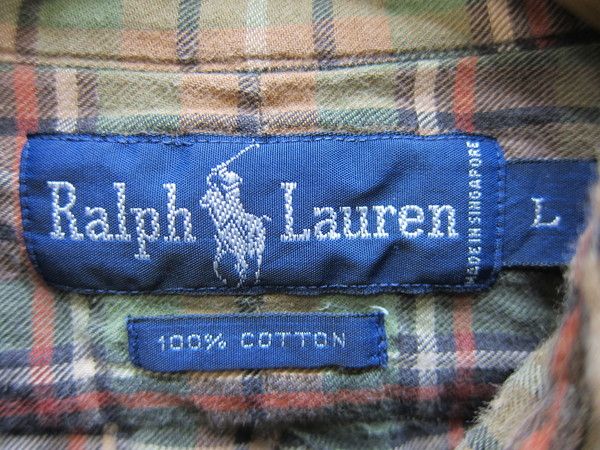 Ralph Lauren
MADE IN SINGAPORE
L
100% COTTON